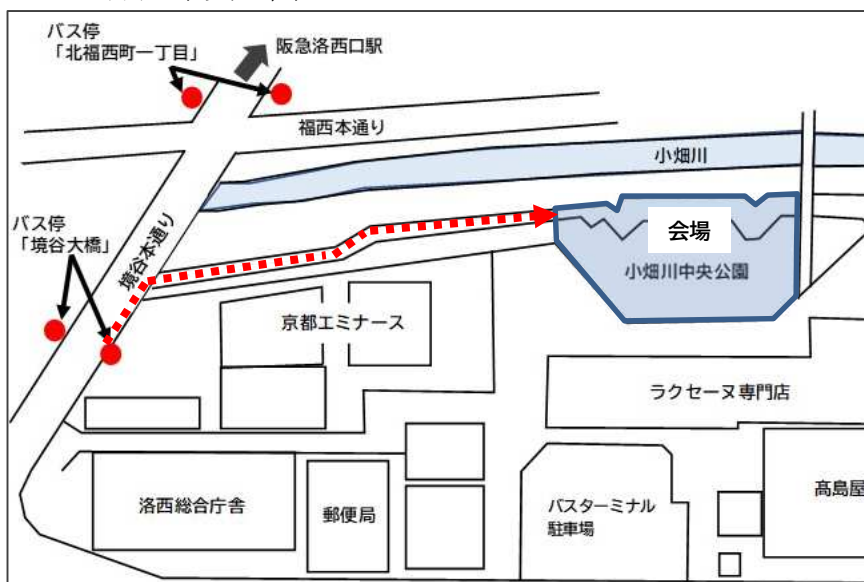 バス停
「北福西町一丁目」
阪急洛西口駅
福西本通り
小畑川
バス停
「境谷大橋」
境谷本通り
会場
小畑川中央公園
京都エミナース
ラクセーヌ専門店
洛西総合庁舎
郵便局
バスターミナル
駐車場
髙島屋